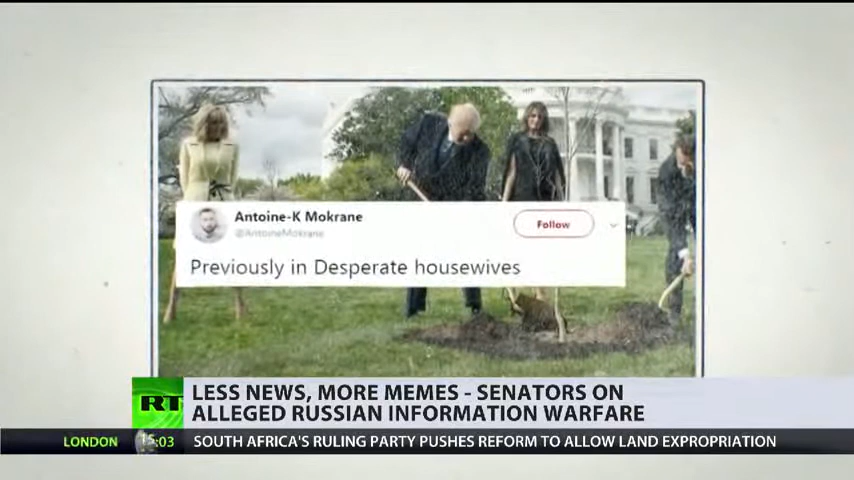 Antoine-K Mokrane
@AntoineMokrane
Follow
Previously in Desperate housewives
RT
LESS NEWS, MORE MEMES - SENATORS ON
ALLEGED RUSSIAN INFORMATION WARFARE
LONDON 15:03 SOUTH AFRICA'S RULING PARTY PUSHES REFORM TO ALLOW LAND EXPROPRIATION